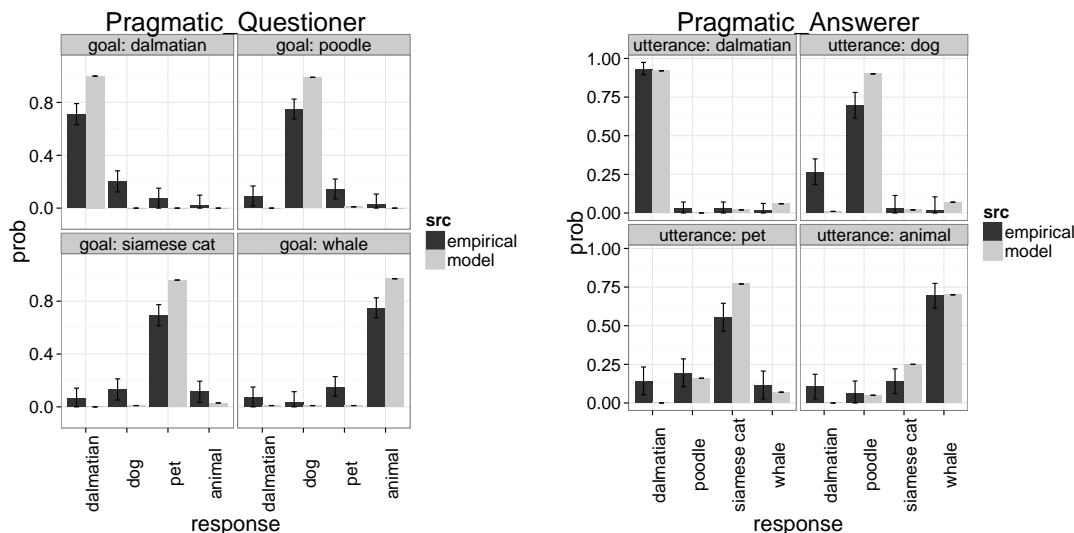 Pragmatic_Questioner
goal: dalmatian
goal: poodle
0.8
0.4
0.0
goal: siamese cat
goal: whale
0.8
0.4
0.0
prob
dalmatian
dog
pet
animal
dalmatian
dog
pet
animal
response
src
empirical
model
Pragmatic_Answerer
utterance: dalmatian
utterance: dog
1.00
0.75
0.50
0.25
0.00
utterance: pet
utterance: animal
1.00
0.75
0.50
0.25
0.00
prob
dalmatian
poodle
siamese cat
whale
dalmatian
poodle
siamese cat
whale
response
src
empirical
model